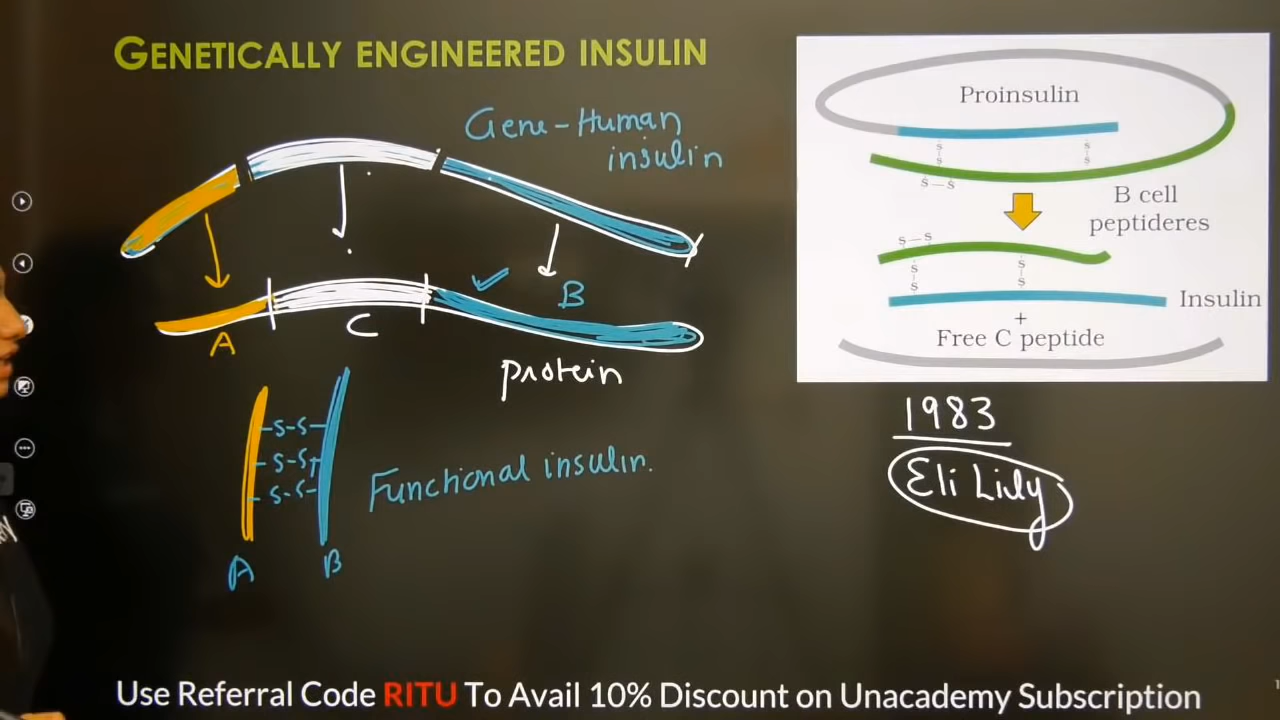 GENETICALLY ENGINEERED INSULIN
Gene-Human
insulin
A
C
B
protein
-S-S-
-S-S-
-S-S-
Functional insulin.
A
B
Proinsulin
S
S
S
S
S
S-S
B cell
peptideres
S-S
S
S
S
S
S
Insulin
+
Free C peptide
1983
Eli Lily
Use Referral Code RITU To Avail 10% Discount on Unacademy Subscription